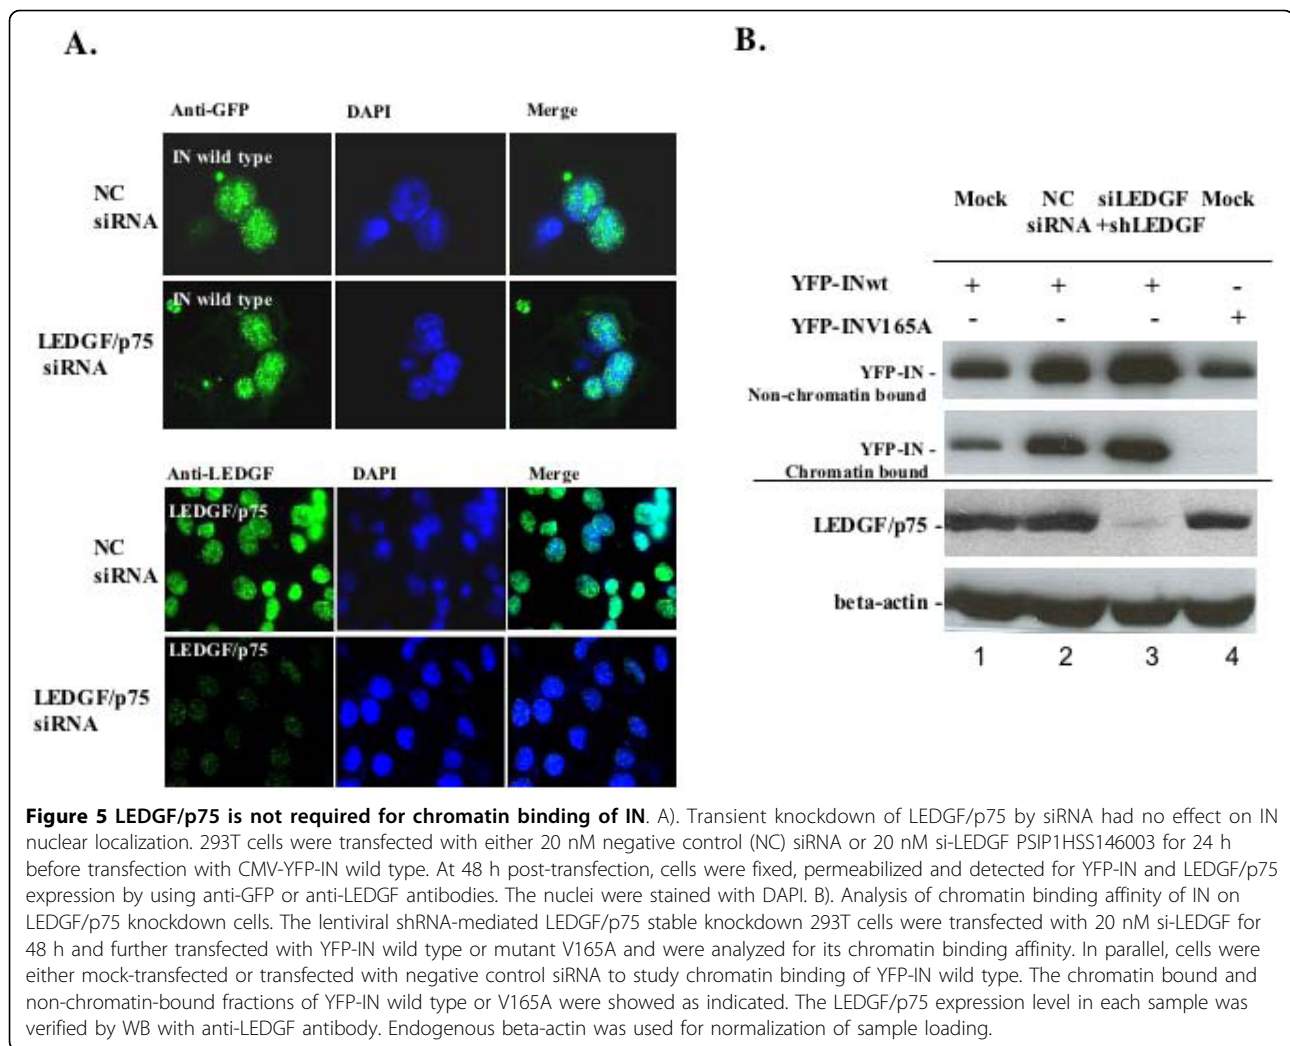 A.
Anti-GFP DAPI Merge
NC
siRNA
IN wild type
LEDGF/p75
siRNA
IN wild type
Anti-LEDGF DAPI Merge
NC
siRNA
LEDGF/p75
LEDGF/p75
siRNA
LEDGF/p75
B.
Mock NC siLEDGF Mock
siRNA +shLEDGF
YFP-INwt + + + -
YFP-INV165A - - - +
YFP-IN -
Non-chromatin bound
YFP-IN -
Chromatin bound
LEDGF/p75 -
beta-actin -
1 2 3 4
Figure 5 LEDGF/p75 is not required for chromatin binding of IN. A). Transient knockdown of LEDGF/p75 by siRNA had no effect on IN
nuclear localization. 293T cells were transfected with either 20 nM negative control (NC) siRNA or 20 nM si-LEDGF PSIP1HSS146003 for 24 h
before transfection with CMV-YFP-IN wild type. At 48 h post-transfection, cells were fixed, permeabilized and detected for YFP-IN and LEDGF/p75
expression by using anti-GFP or anti-LEDGF antibodies. The nuclei were stained with DAPI. B). Analysis of chromatin binding affinity of IN on
LEDGF/p75 knockdown cells. The lentiviral shRNA-mediated LEDGF/p75 stable knockdown 293T cells were transfected with 20 nM si-LEDGF for
48 h and further transfected with YFP-IN wild type or mutant V165A and were analyzed for its chromatin binding affinity. In parallel, cells were
either mock-transfected or transfected with negative control siRNA to study chromatin binding of YFP-IN wild type. The chromatin bound and
non-chromatin-bound fractions of YFP-IN wild type or V165A were showed as indicated. The LEDGF/p75 expression level in each sample was
verified by WB with anti-LEDGF antibody. Endogenous beta-actin was used for normalization of sample loading.